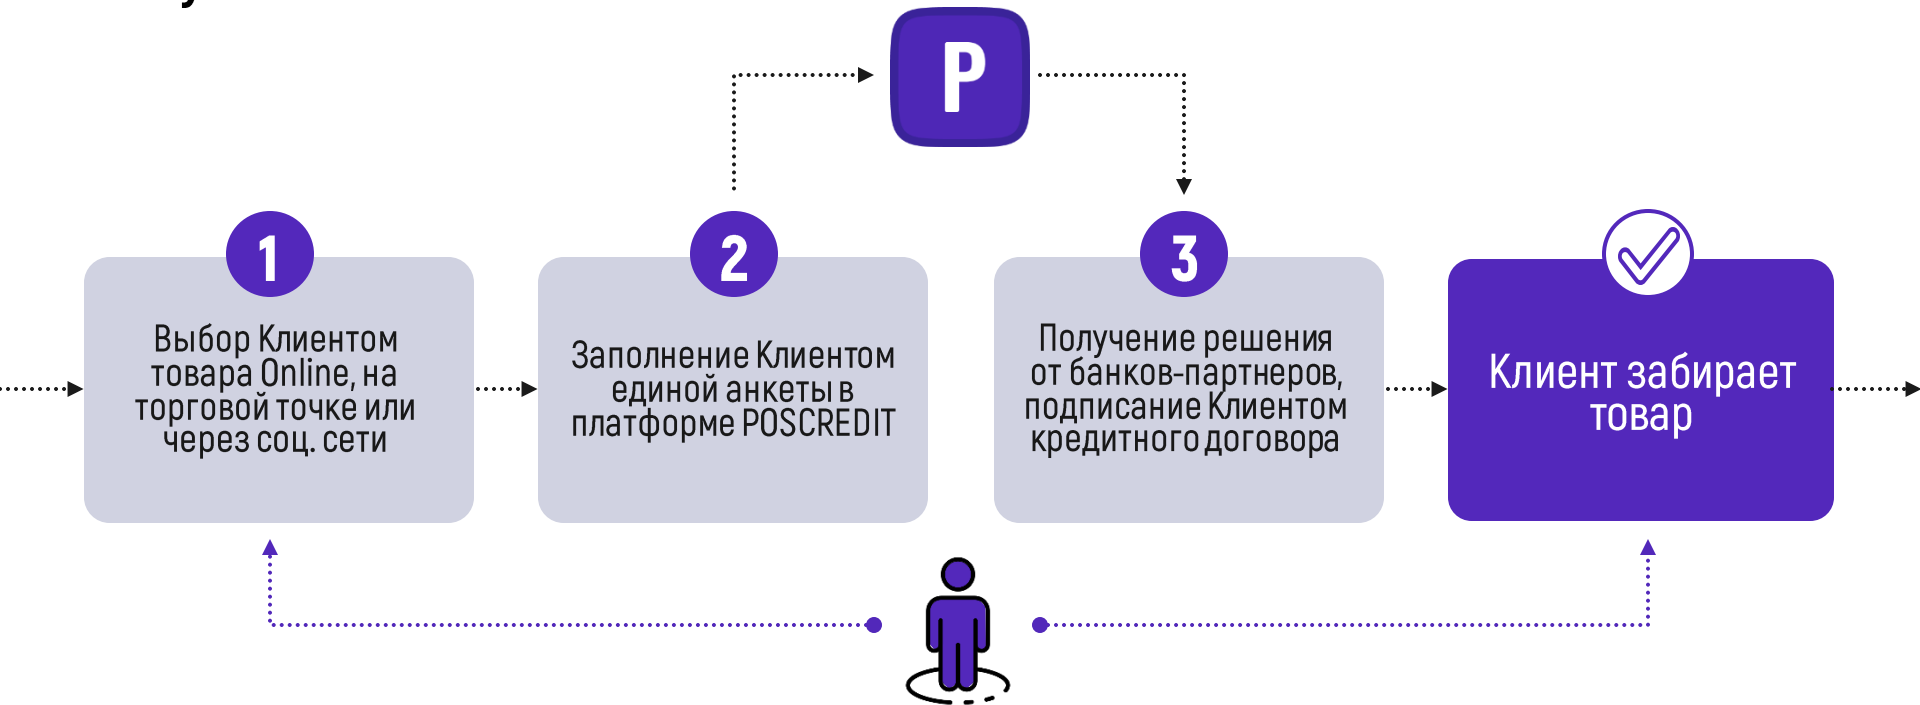 P
1
Выбор Клиентом
товара Online, на
торговой точке или
через соц. сети
2
Заполнение Клиентом
единой анкеты в
платформе POSCREDIT
3
Получение решения
от банков-партнеров,
подписание Клиентом
кредитного договора
Клиент забирает
товар